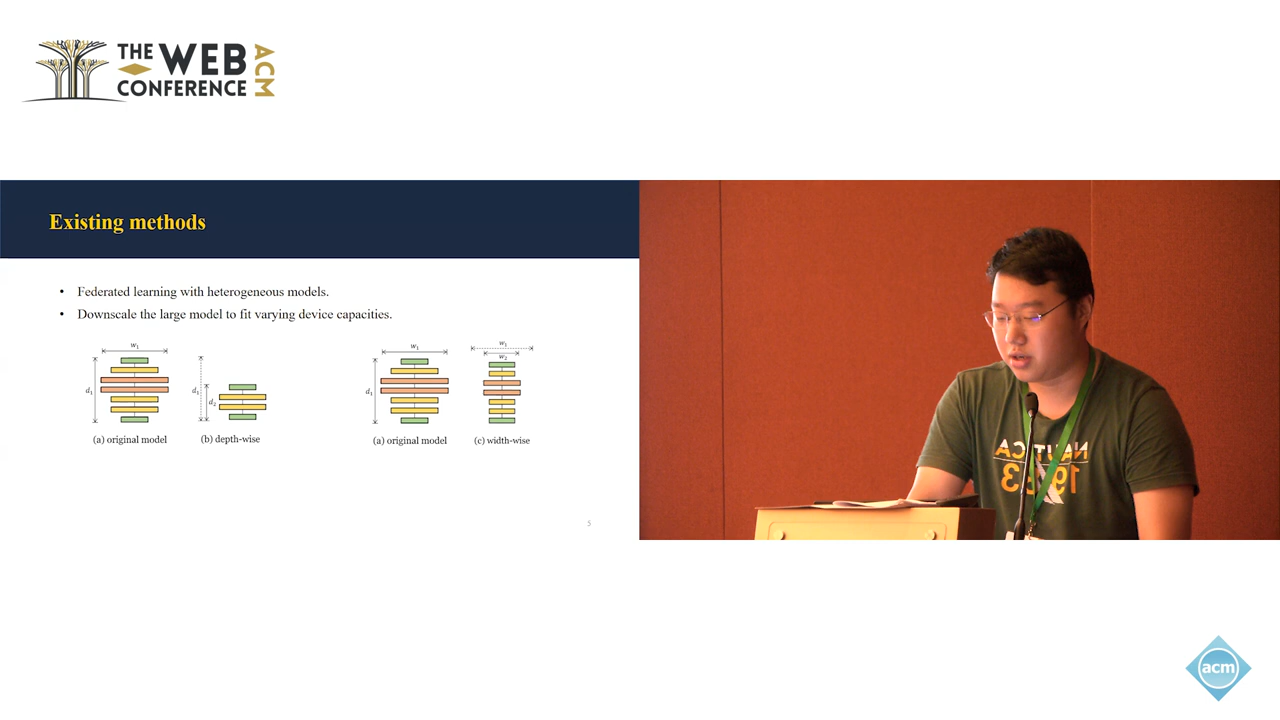 THE WEB
CONFERENCE
ACM
Existing methods
• Federated learning with heterogeneous models.
• Downscale the large model to fit varying device capacities.
w1
d1
(a) original model
d1
d2
(b) depth-wise
w1
d1
(a) original model
w1
w2
(c) width-wise
5
NAUTICA
1983
acm